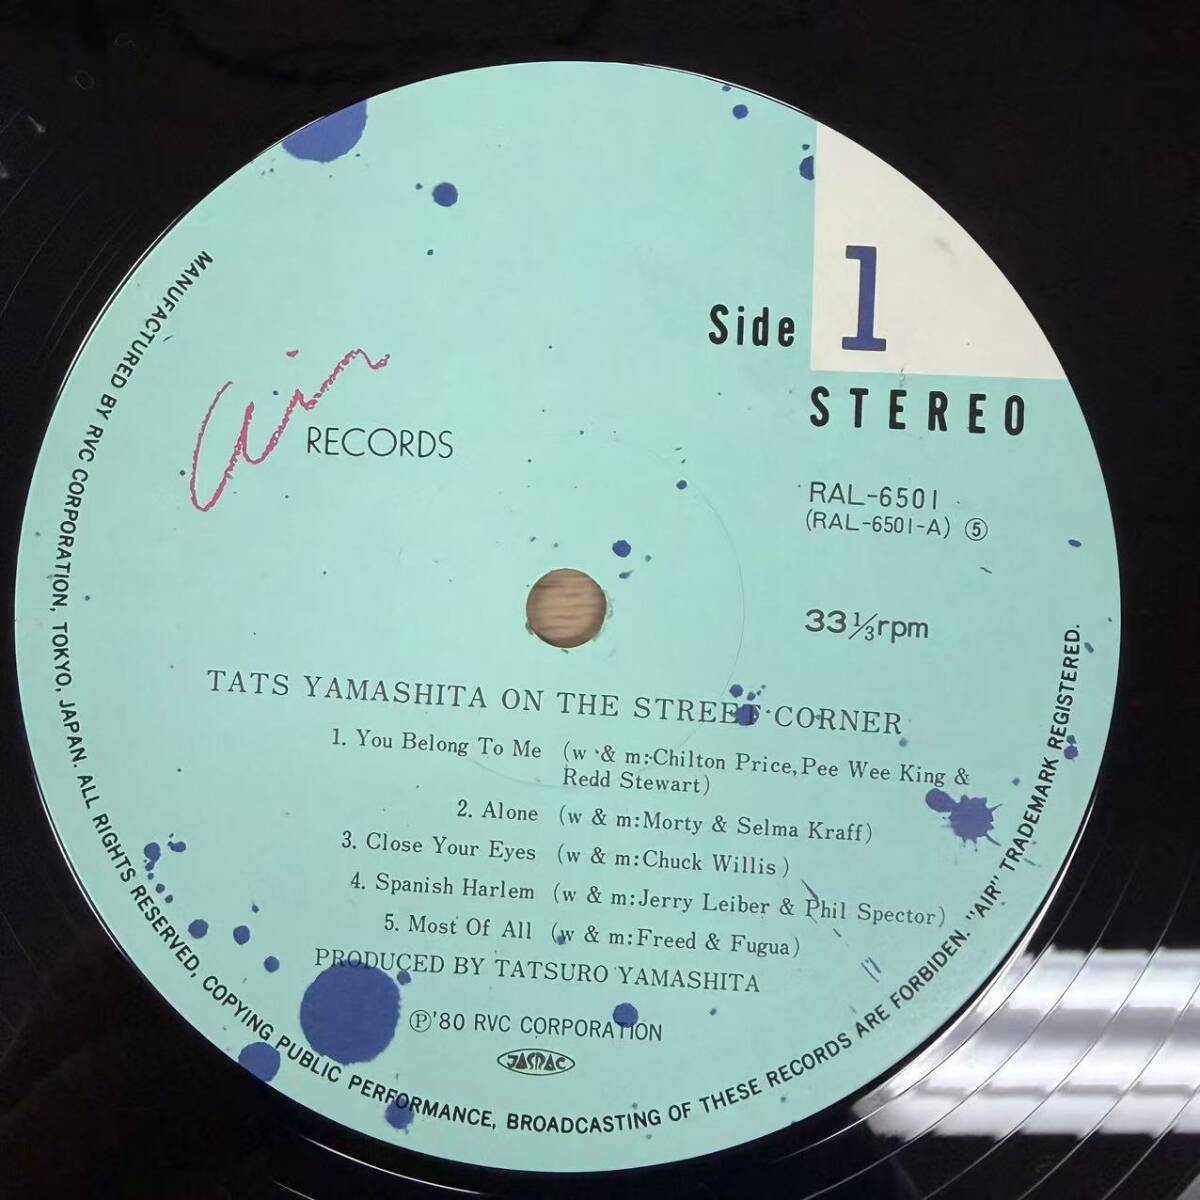 Air
RECORDS
Side 1
STEREO
RAL-6501
(RAL-6501-A) ⑤
33⅓rpm
TATS YAMASHITA ON THE STREET CORNER
1. You Belong To Me (w & m:Chilton Price, Pee Wee King &
Redd Stewart)
2. Alone (w & m:Morty & Selma Kraff)
3. Close Your Eyes (w & m:Chuck Willis)
4. Spanish Harlem (w & m:Jerry Leiber & Phil Spector)
5. Most Of All (w & m:Freed & Fugua)
PRODUCED BY TATSURO YAMASHITA
Ⓟ'80 RVC CORPORATION
JASRAC
MANUFACTURED BY RVC CORPORATION, TOKYO, JAPAN. ALL RIGHTS RESERVED, COPYING PUBLIC PERFORMANCE, BROADCASTING OF THESE RECORDS ARE FORBIDEN. "AIR" TRADEMARK REGISTERED.